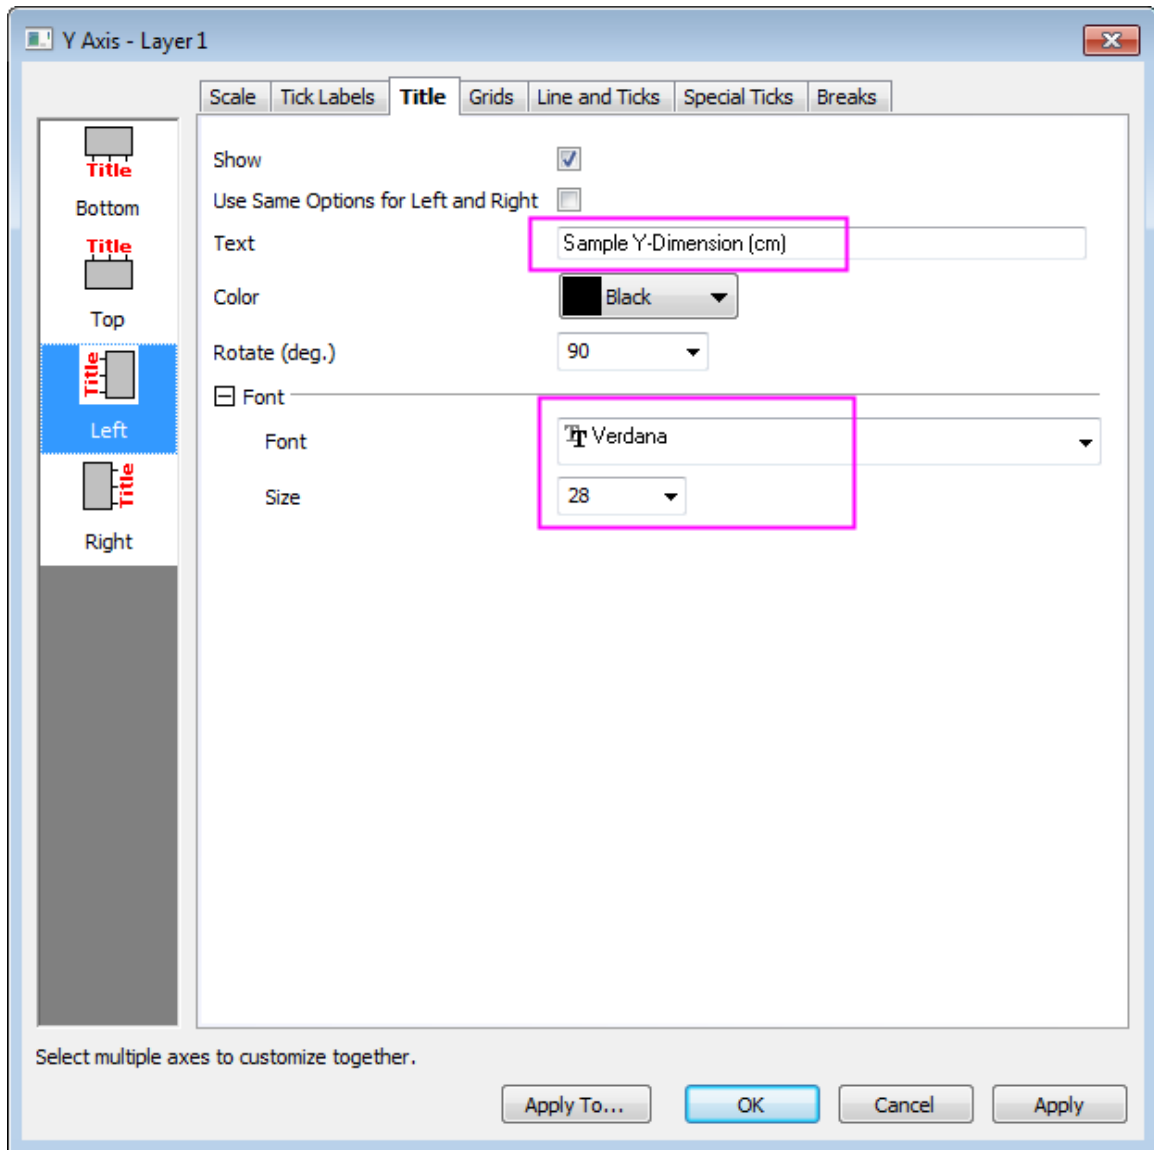 Y Axis - Layer 1
Scale Tick Labels Title Grids Line and Ticks Special Ticks Breaks
Title
Bottom
Title
Top
Title
Left
Title
Right
Show
Use Same Options for Left and Right
Text Sample Y-Dimension (cm)
Color Black
Rotate (deg.) 90
Font
Font Verdana
Size 28
Select multiple axes to customize together.
Apply To... OK Cancel Apply